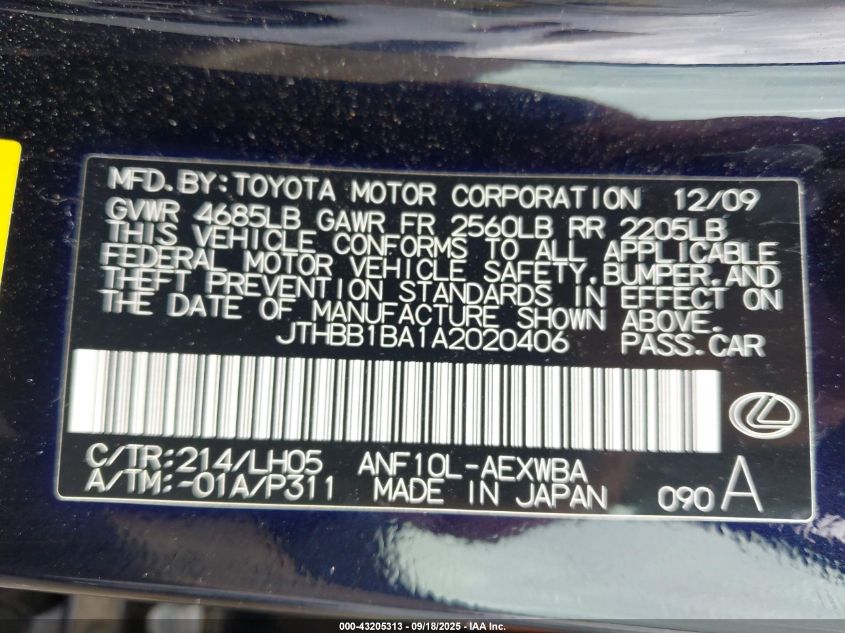 MFD.BY:TOYOTA MOTOR CORPORATION 12/09
GVWR 4685LB GAWR FR 2560LB RR 2205LB
THIS VEHICLE CONFORMS TO ALL APPLICABLE
FEDERAL MOTOR VEHICLE SAFETY,BUMPER,AND
THEFT PREVENTION STANDARDS IN EFFECT ON
THE DATE OF MANUFACTURE SHOWN ABOVE.
JTHBB1BA1A2020406 PASS.CAR
C/TR:214/LH05 ANF10L-AEXWBA
A/TM:-01A/P311 MADE IN JAPAN 090 A
000-43205313 - 09/18/2025 - IAA Inc.